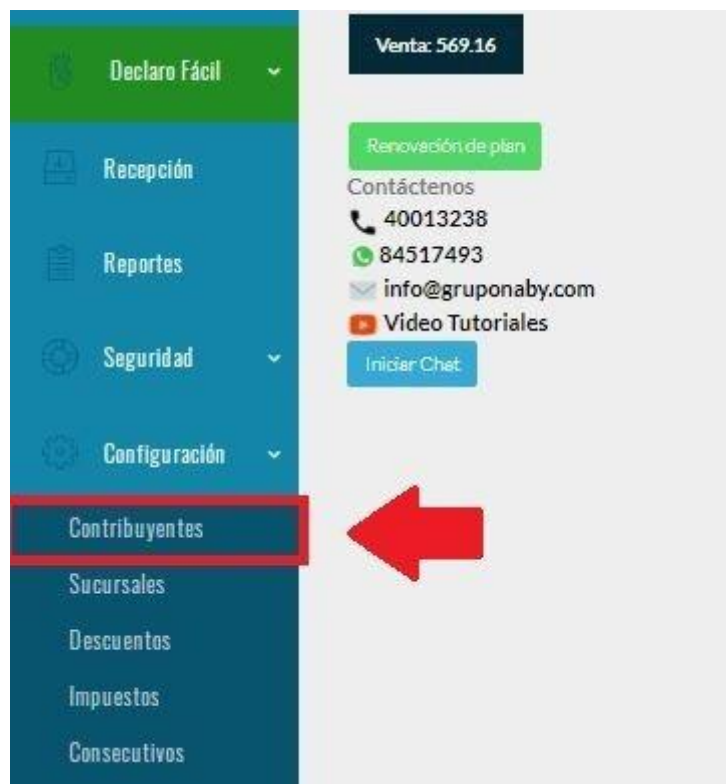 Declaro Fácil
Recepción
Reportes
Seguridad
Configuración
Contribuyentes
Sucursales
Descuentos
Impuestos
Consecutivos
Venta: 569.16
Renovación de plan
Contáctenos
40013238
84517493
info@gruponaby.com
Video Tutoriales
Iniciar Chat